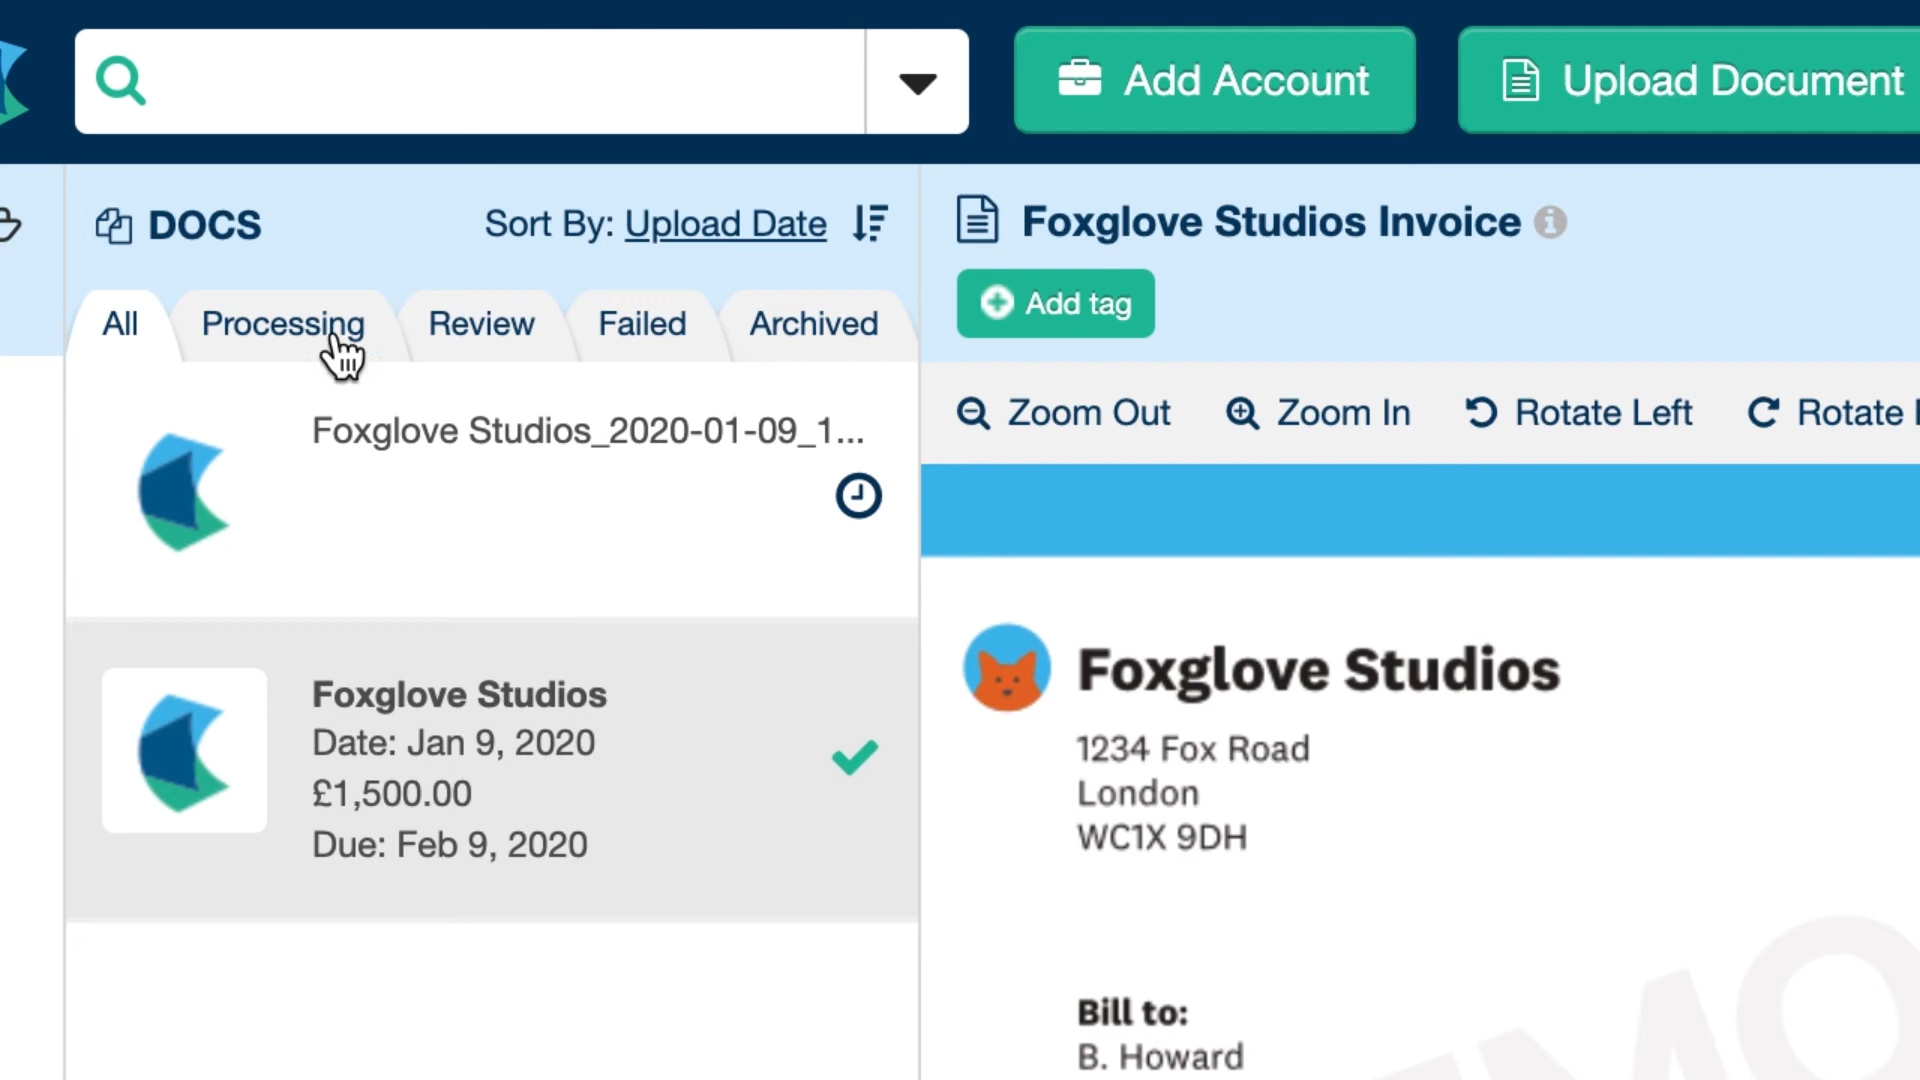 Add Account
Upload Document
DOCS
Sort By: Upload Date
All
Processing
Review
Failed
Archived
Foxglove Studios_2020-01-09_1...
Foxglove Studios
Date: Jan 9, 2020
£1,500.00
Due: Feb 9, 2020
Foxglove Studios Invoice
Add tag
Zoom Out
Zoom In
Rotate Left
Rotate
Foxglove Studios
1234 Fox Road
London
WC1X 9DH
Bill to:
B. Howard